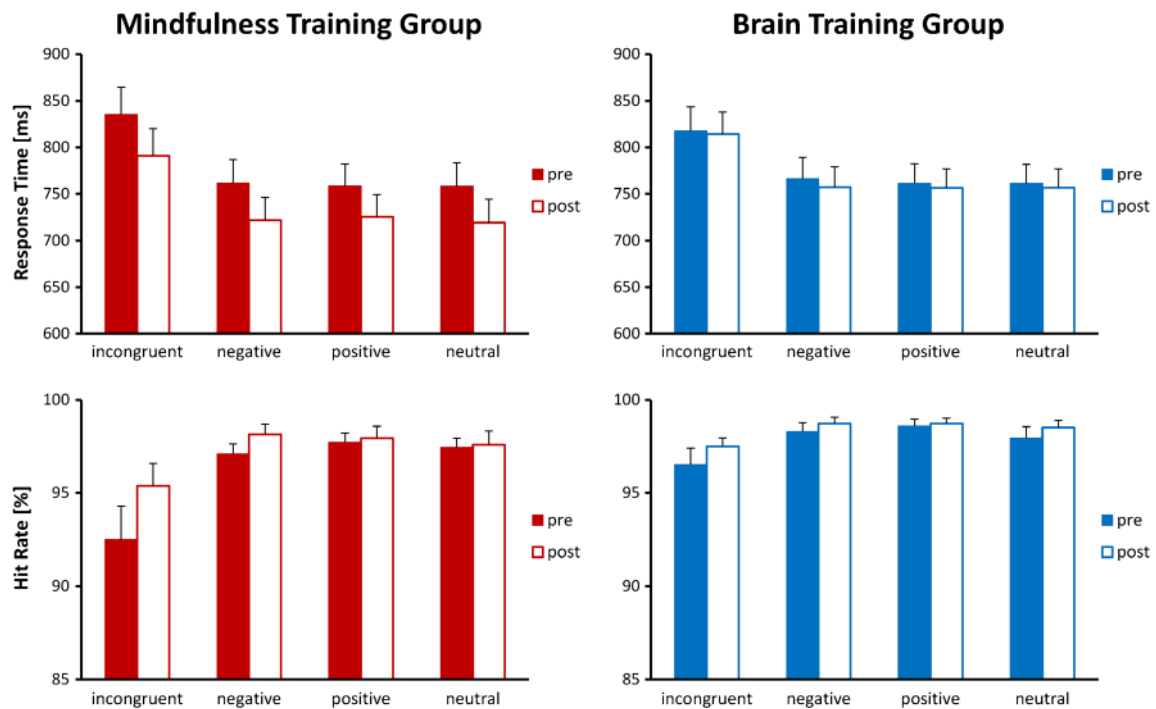 Mindfulness Training Group
Response Time [ms]
900
850
800
750
700
650
600
incongruent negative positive neutral
pre
post
Brain Training Group
900
850
800
750
700
650
600
incongruent negative positive neutral
pre
post
Hit Rate [%]
100
95
90
85
incongruent negative positive neutral
pre
post
100
95
90
85
incongruent negative positive neutral
pre
post